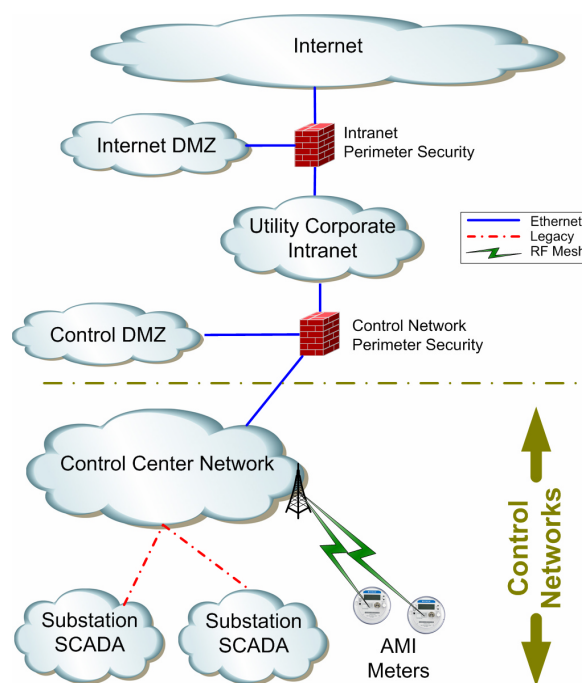 Internet
Internet DMZ
Intranet
Perimeter Security
Utility Corporate
Intranet
Ethernet
Legacy
RF Mesh
Control DMZ
Control Network
Perimeter Security
Control Center Network
Control
Networks
Substation
SCADA
Substation
SCADA
AMI
Meters